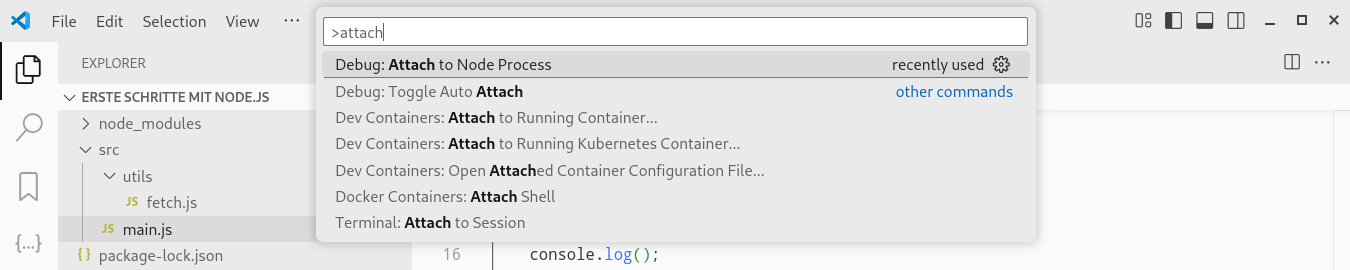 File Edit Selection View ···
>attach
EXPLORER
Debug: Attach to Node Process recently used
ERSTE SCHRITTE MIT NODE.JS
Debug: Toggle Auto Attach other commands
node_modules
Dev Containers: Attach to Running Container...
src
Dev Containers: Attach to Running Kubernetes Container...
utils
Dev Containers: Open Attached Container Configuration File...
JS fetch.js
Docker Containers: Attach Shell
JS main.js
Terminal: Attach to Session
{} package-lock.json
16 console.log();